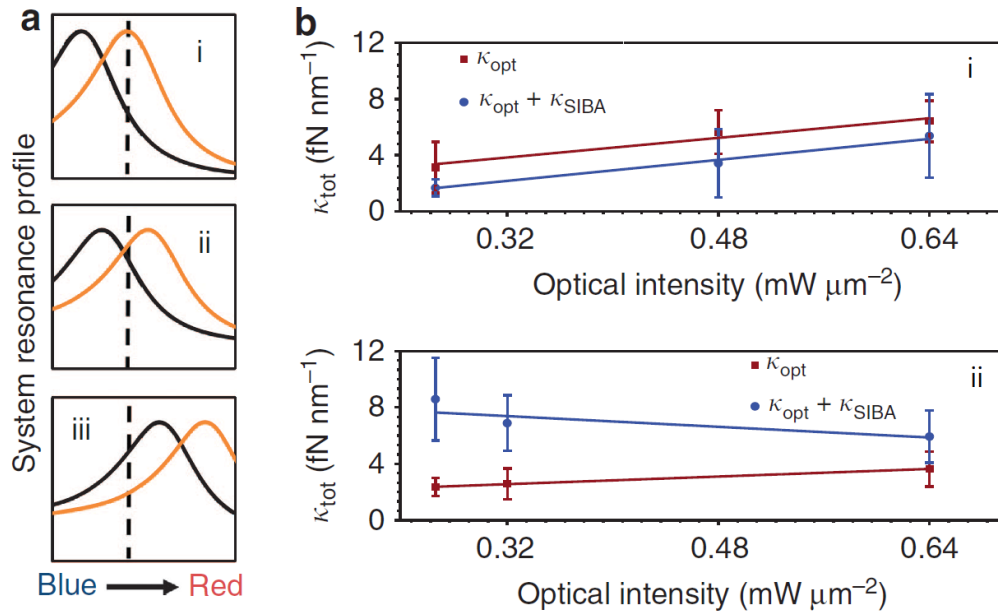 a
System resonance profile
i
ii
iii
Blue Red
b
κtot (fN nm−1)
12
8
4
0
κopt
κopt + κSIBA
i
0.32 0.48 0.64
Optical intensity (mW μm−2)
κtot (fN nm−1)
12
8
4
0
κopt
κopt + κSIBA
ii
0.32 0.48 0.64
Optical intensity (mW μm−2)